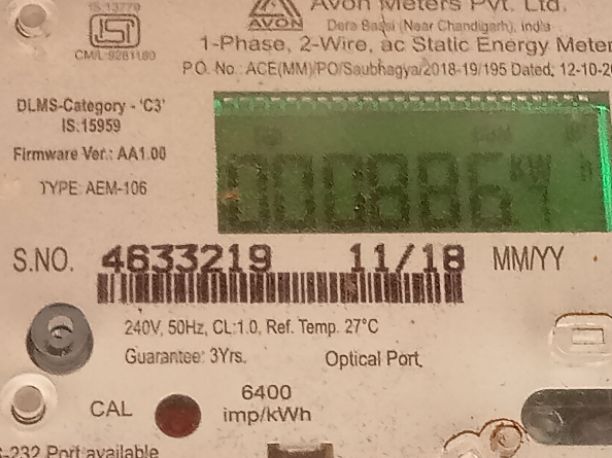 IS 13779
CM/L-9281180
AVON
Avon Meters Pvt. Ltd.
Dera Bassi (Near Chandigarh), India
1-Phase, 2-Wire, ac Static Energy Meter
P.O. No.: ACE(MM)/PO/Saubhagya/2018-19/195 Dated, 12-10-20
DLMS-Category - 'C3'
IS:15959
Firmware Ver.: AA1.00
TYPE: AEM-106
S.NO. 4633219 11/18 MM/YY
240V, 50Hz, CL:1.0, Ref. Temp. 27°C
Guarantee: 3Yrs. Optical Port
CAL 6400
imp/kWh
-232 Port available